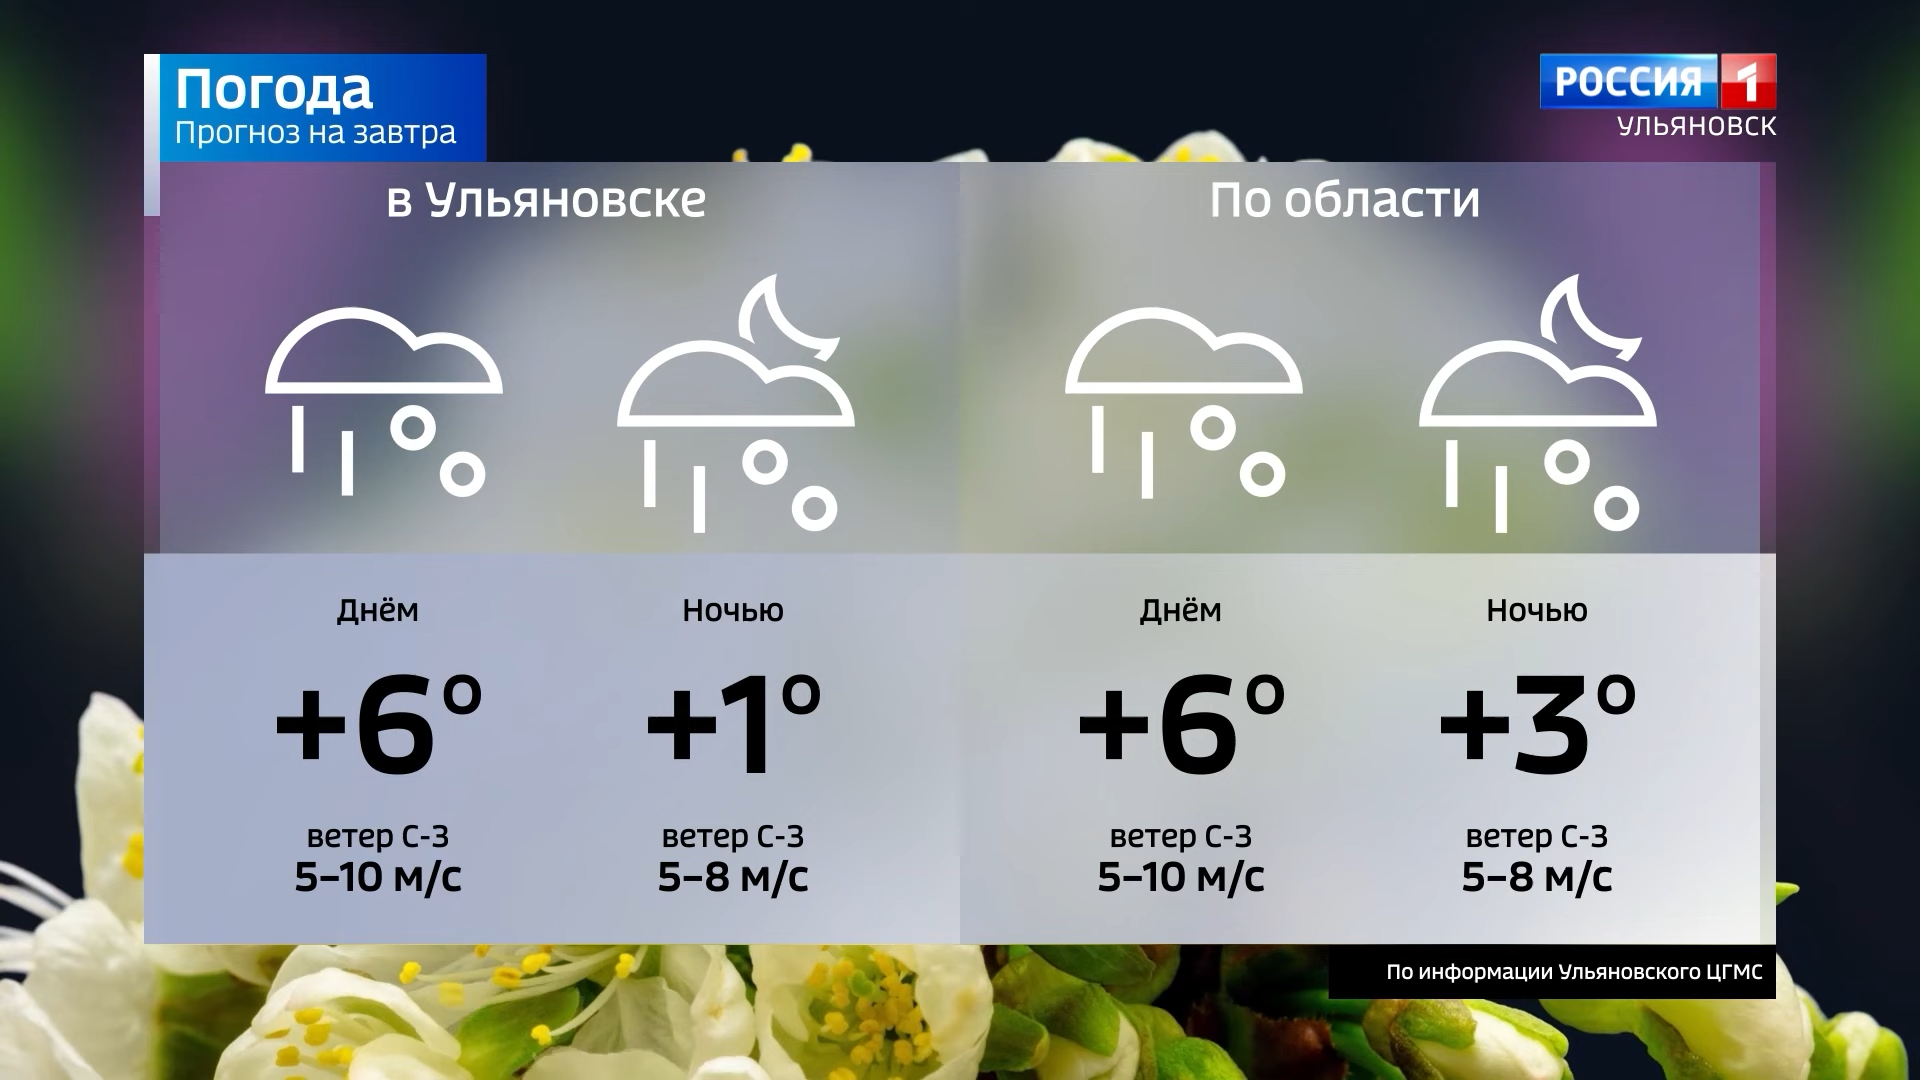 Погода
Прогноз на завтра
РОССИЯ 1
УЛЬЯНОВСК
в Ульяновске
По области
Днём
Ночью
Днём
Ночью
+6°
+1°
+6°
+3°
ветер С-З
ветер С-З
ветер С-З
ветер С-З
5–10 м/с
5–8 м/с
5–10 м/с
5–8 м/с
По информации Ульяновского ЦГМС